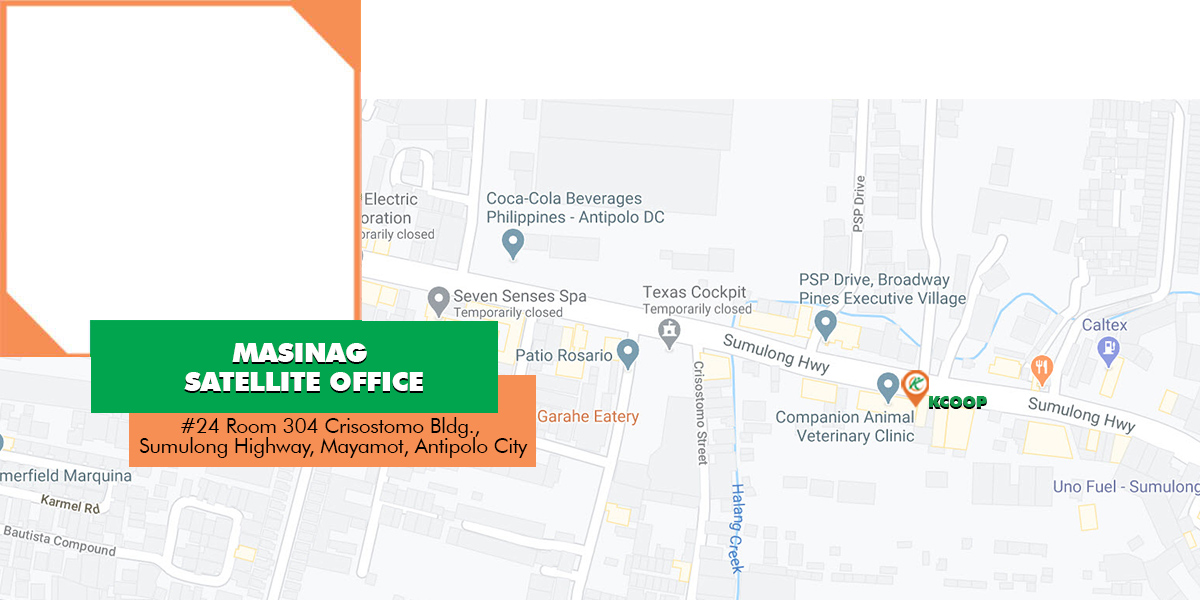 MASINAG
SATELLITE OFFICE
#24 Room 304 Crisostomo Bldg.,
Sumulong Highway, Mayamot, Antipolo City
Electric
oration
orarily closed
Coca-Cola Beverages
Philippines - Antipolo DC
PSP Drive
Seven Senses Spa
Temporarily closed
Texas Cockpit
Temporarily closed
PSP Drive, Broadway
Pines Executive Village
Caltex
Patio Rosario
Sumulong Hwy
Crisostomo Street
KCOOP
Sumulong Hwy
Garahe Eatery
Companion Animal
Veterinary Clinic
merfield Marquina
Karmel Rd
Bautista Compound
Halang Creek
Uno Fuel - Sumulong